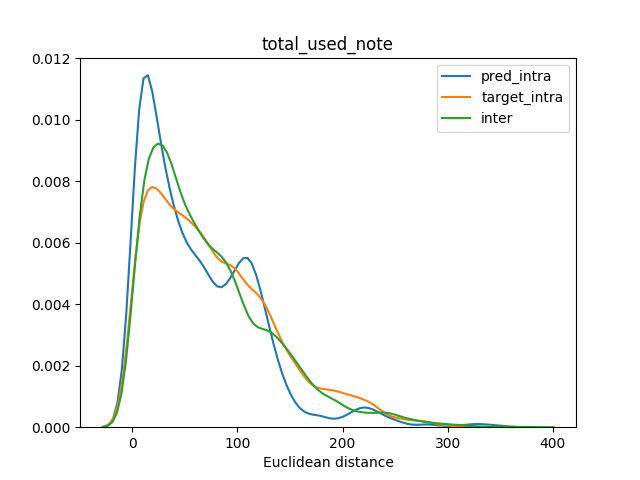 total_used_note
0.012
0.010
0.008
0.006
0.004
0.002
0.000
pred_intra
target_intra
inter
0 100 200 300 400
Euclidean distance